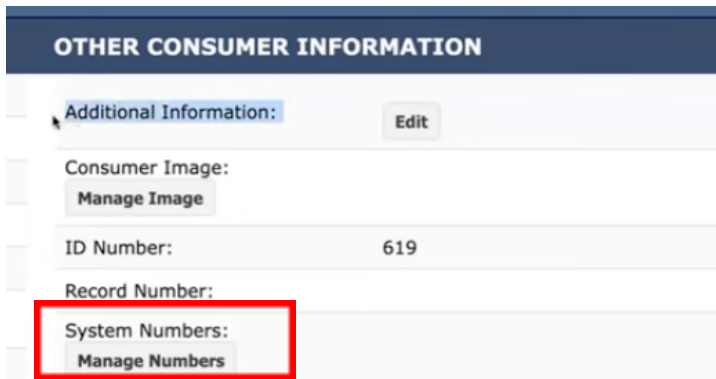 OTHER CONSUMER INFORMATION
Additional Information:
Edit
Consumer Image:
Manage Image
ID Number: 619
Record Number:
System Numbers:
Manage Numbers